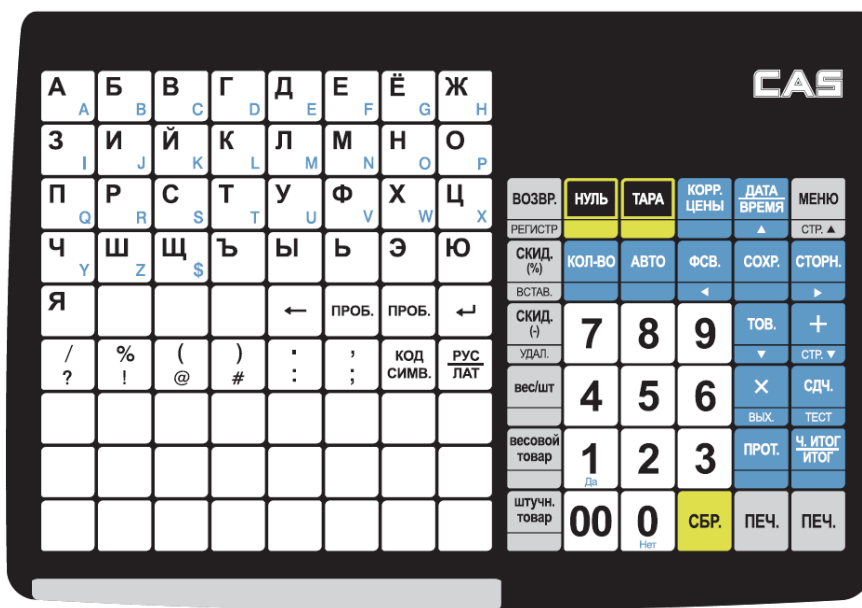 CAS
А A Б B В C Г D Д E Е F Ё G Ж H
З I И J Й K К L Л M М N Н O О P
П Q Р R С S Т T У U Ф V Х W Ц X
Ч Y Ш Z Щ $ Ъ Ы Ь Э Ю
Я ← ПРОБ. ПРОБ. ↵
/ % ( ) . , КОД РУС
? ! @ # : ; СИМВ. ЛАТ
ВОЗВР. НУЛЬ ТАРА КОРР. ЦЕНЫ ДАТА ВРЕМЯ МЕНЮ
РЕГИСТР ▲ СТР. ▲
СКИД. (%) КОЛ-ВО АВТО ФСВ. СОХР. СТОРН.
ВСТАВ. ◀ ▶
СКИД. (-) 7 8 9 ТОВ. +
УДАЛ. ▼ СТР. ▼
вес/шт 4 5 6 × СДЧ.
ВЫХ. ТЕСТ
весовой товар 1 2 3 ПРОТ. Ч. ИТОГ ИТОГ
Да
штучн. товар 00 0 СБР. ПЕЧ. ПЕЧ.
Нет